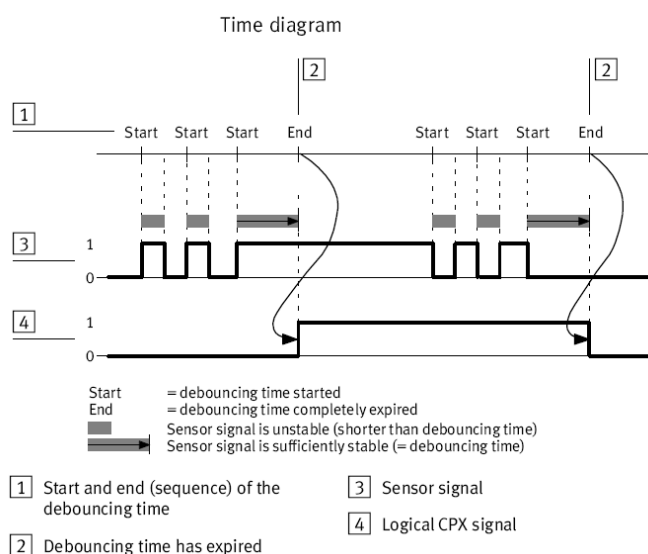 Time diagram
2 2
1
Start Start Start End Start Start Start End
3 1
0
4 1
0
Start = debouncing time started
End = debouncing time completely expired
Sensor signal is unstable (shorter than debouncing time)
Sensor signal is sufficiently stable (= debouncing time)
1 Start and end (sequence) of the
debouncing time
2 Debouncing time has expired
3 Sensor signal
4 Logical CPX signal